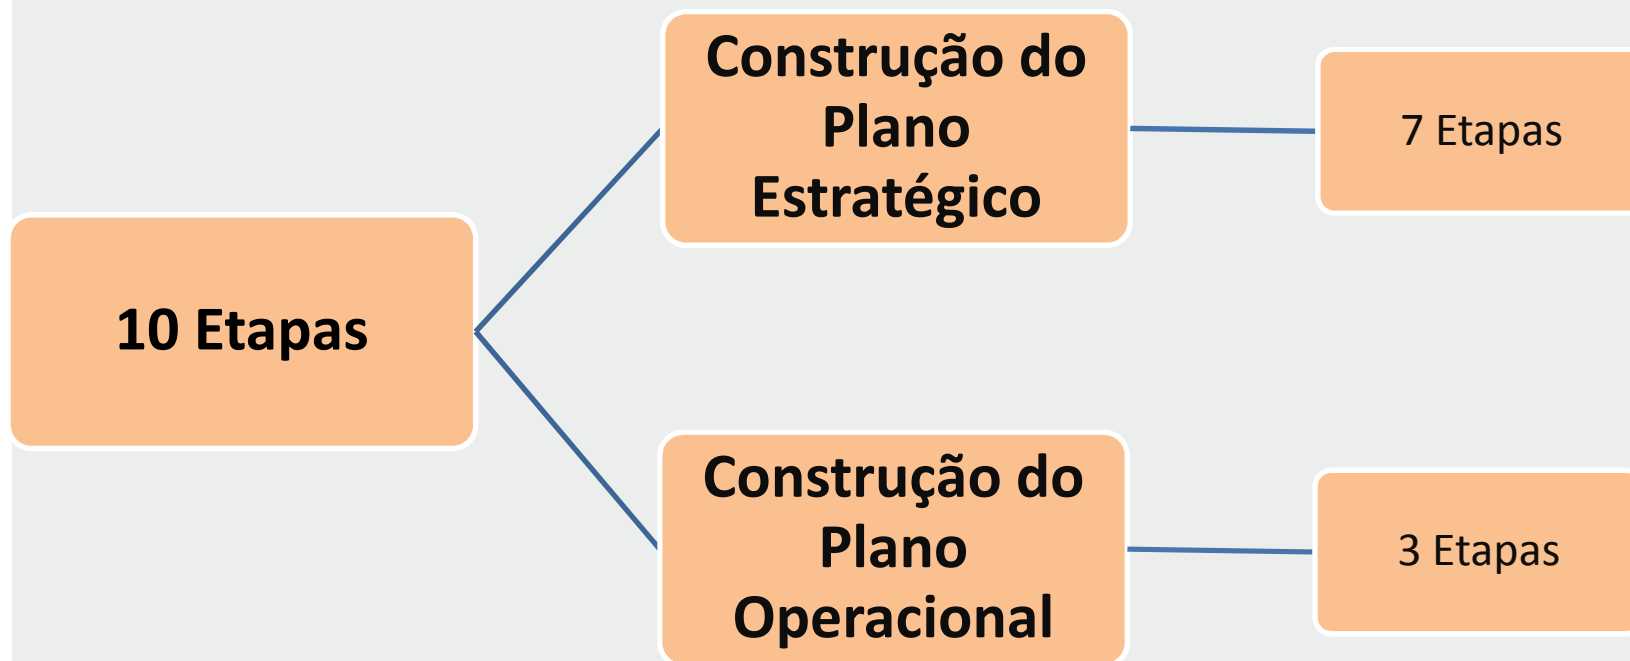 10 Etapas
Construção do
Plano
Estratégico
7 Etapas
Construção do
Plano
Operacional
3 Etapas